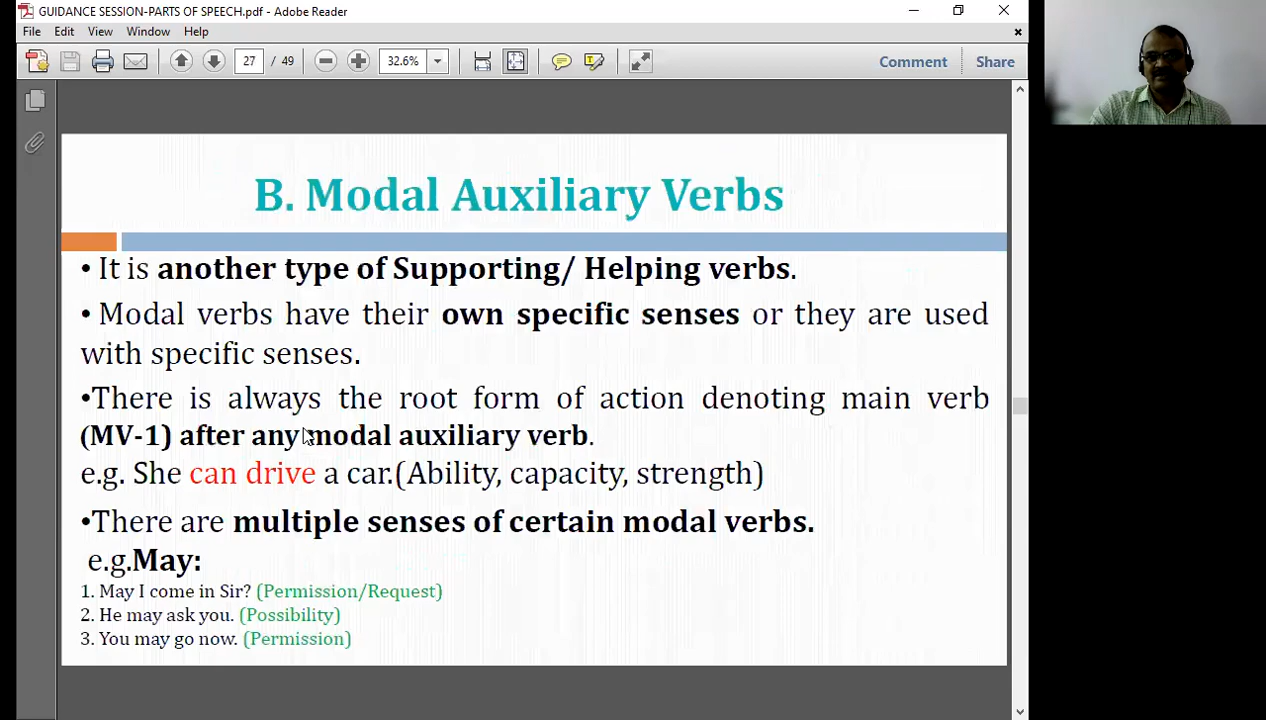 GUIDANCE SESSION-PARTS OF SPEECH.pdf - Adobe Reader
File Edit View Window Help
27 / 49 32.6% Comment Share
B. Modal Auxiliary Verbs
• It is another type of Supporting/ Helping verbs.
• Modal verbs have their own specific senses or they are used
with specific senses.
•There is always the root form of action denoting main verb
(MV-1) after any modal auxiliary verb.
e.g. She can drive a car.(Ability, capacity, strength)
•There are multiple senses of certain modal verbs.
e.g.May:
1. May I come in Sir? (Permission/Request)
2. He may ask you. (Possibility)
3. You may go now. (Permission)